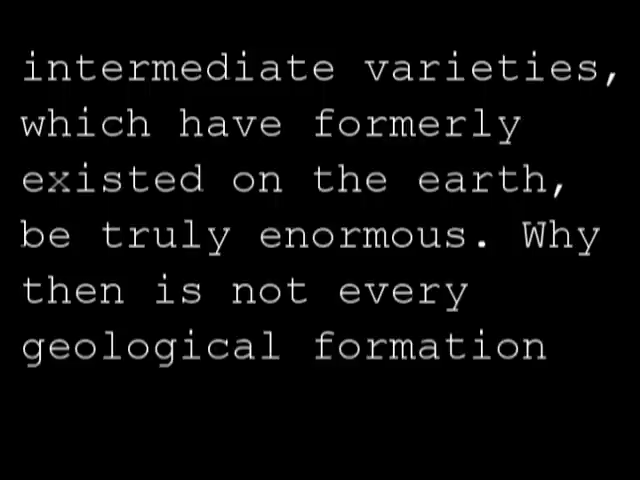 intermediate varieties,
which have formerly
existed on the earth,
be truly enormous. Why
then is not every
geological formation